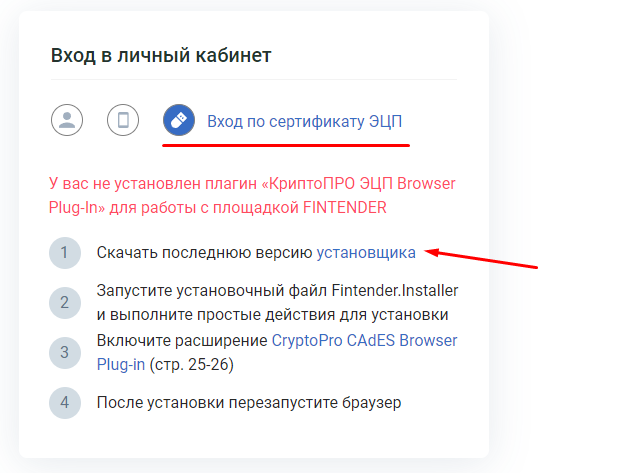 Вход в личный кабинет
Вход по сертификату ЭЦП
У вас не установлен плагин «КриптоПРО ЭЦП Browser
Plug-In» для работы с площадкой FINTENDER
1 Скачать последнюю версию установщика
2 Запустите установочный файл Fintender.Installer
и выполните простые действия для установки
3 Включите расширение CryptoPro CAdES Browser
Plug-in (стр. 25-26)
4 После установки перезапустите браузер